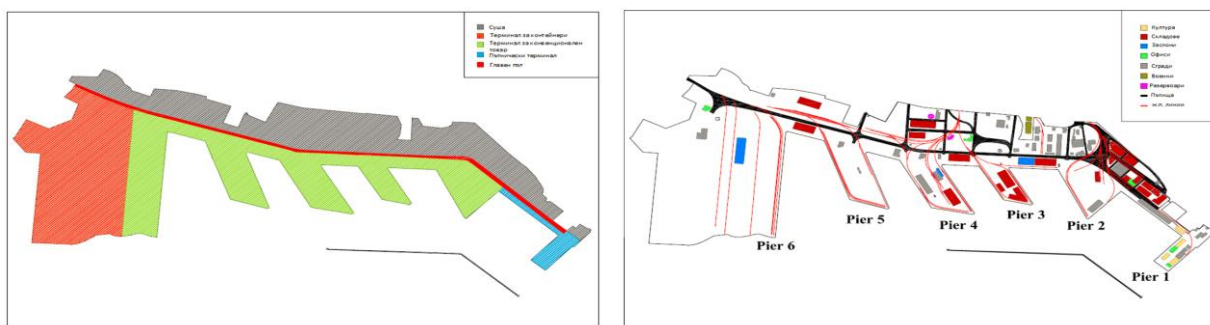 Суша
Терминал за контейнери
Терминал за конвенционален
товар
Пътнически терминал
Главен път
Култура
Складове
Заслони
Офиси
Сгради
Резервоари
Пътища
ж.п. линии
Pier 6
Pier 5
Pier 4
Pier 3
Pier 2
Pier 1